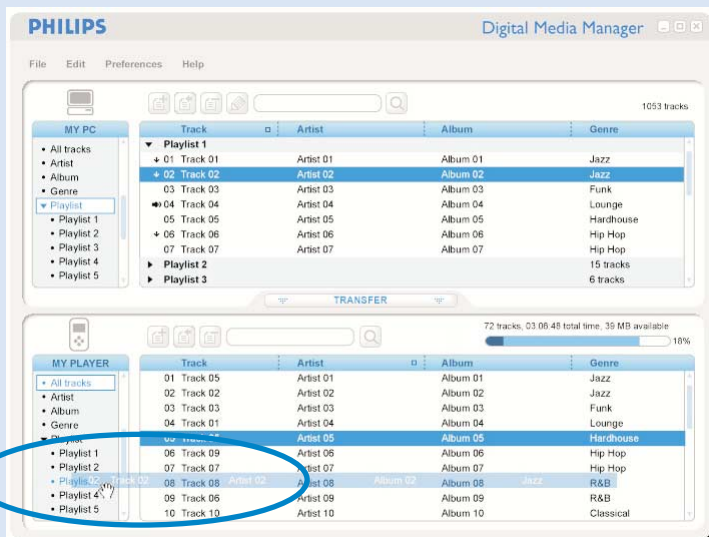 PHILIPS Digital Media Manager
File Edit Preferences Help
1053 tracks
MY PC
• All tracks
• Artist
• Album
• Genre
Playlist
• Playlist 1
• Playlist 2
• Playlist 3
• Playlist 4
• Playlist 5
Track Artist Album Genre
Playlist 1
01 Track 01 Artist 01 Album 01 Jazz
02 Track 02 Artist 02 Album 02 Jazz
03 Track 03 Artist 03 Album 03 Funk
04 Track 04 Artist 04 Album 04 Lounge
05 Track 05 Artist 05 Album 05 Hardhouse
06 Track 06 Artist 06 Album 06 Hip Hop
07 Track 07 Artist 07 Album 07 Hip Hop
Playlist 2 15 tracks
Playlist 3 6 tracks
TRANSFER
72 tracks, 03:06:48 total time, 39 MB available
18%
MY PLAYER
• All tracks
• Artist
• Album
• Genre
Playlist
• Playlist 1
• Playlist 2
• Playlist 4
• Playlist 5
Track Artist Album Genre
01 Track 05 Artist 01 Album 01 Jazz
02 Track 02 Artist 02 Album 02 Jazz
03 Track 03 Artist 03 Album 03 Funk
04 Track 01 Artist 04 Album 04 Lounge
Artist 05 Album 05 Hardhouse
06 Track 09 Artist 06 Album 06 Hip Hop
07 Track 07 Artist 07 Album 07 Hip Hop
02 Track 02 Artist 02 Album 02 Jazz
08 Track 08 Artist 08 Album 08 R&B
09 Track 06 Artist 09 Album 09 R&B
10 Track 10 Artist 10 Album 10 Classical